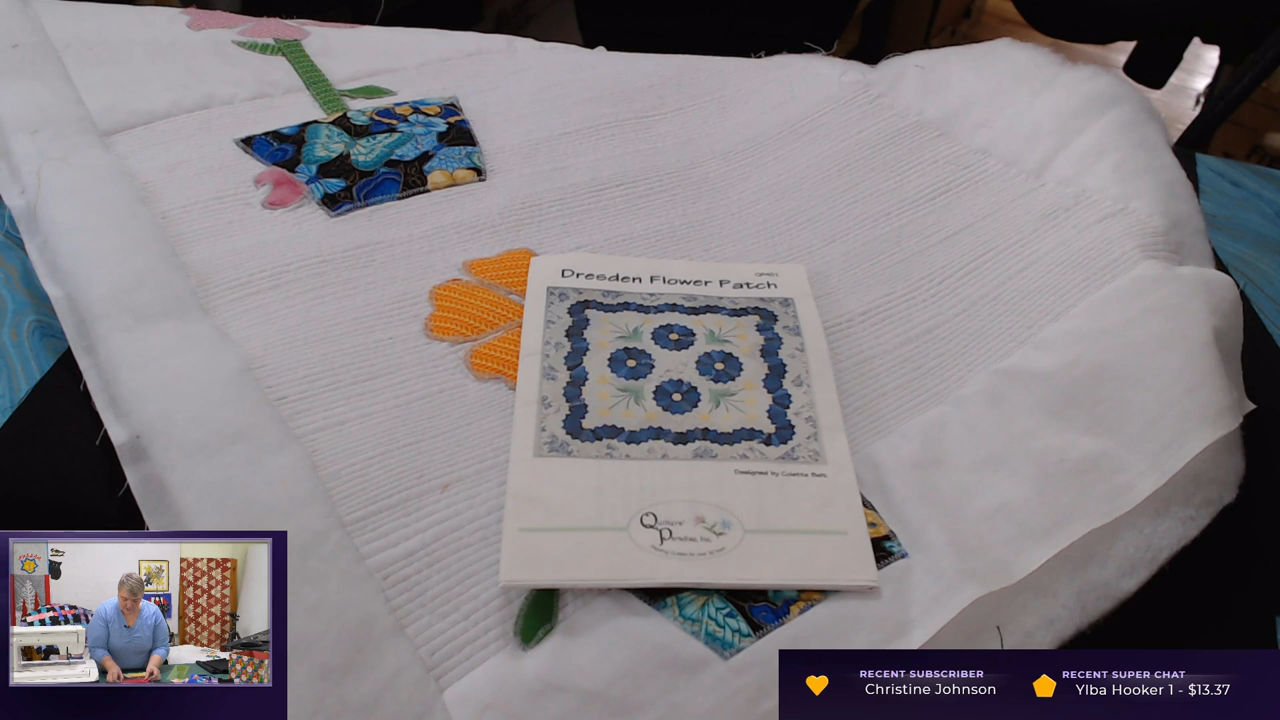 Dresden Flower Patch
Designed by Colette Belt
Quilters'
Paradise, Inc.
RECENT SUBSCRIBER
Christine Johnson
RECENT SUPER CHAT
Ylba Hooker 1 - $13.37